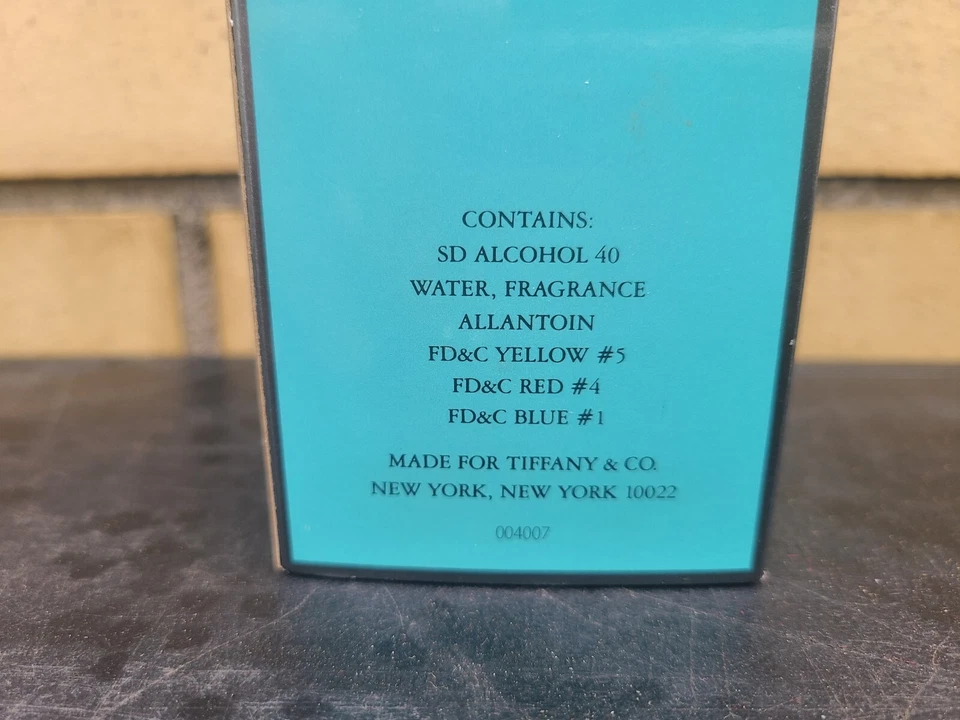 CONTAINS:
SD ALCOHOL 40
WATER, FRAGRANCE
ALLANTOIN
FD&C YELLOW #5
FD&C RED #4
FD&C BLUE #1
MADE FOR TIFFANY & CO.
NEW YORK, NEW YORK 10022
004007